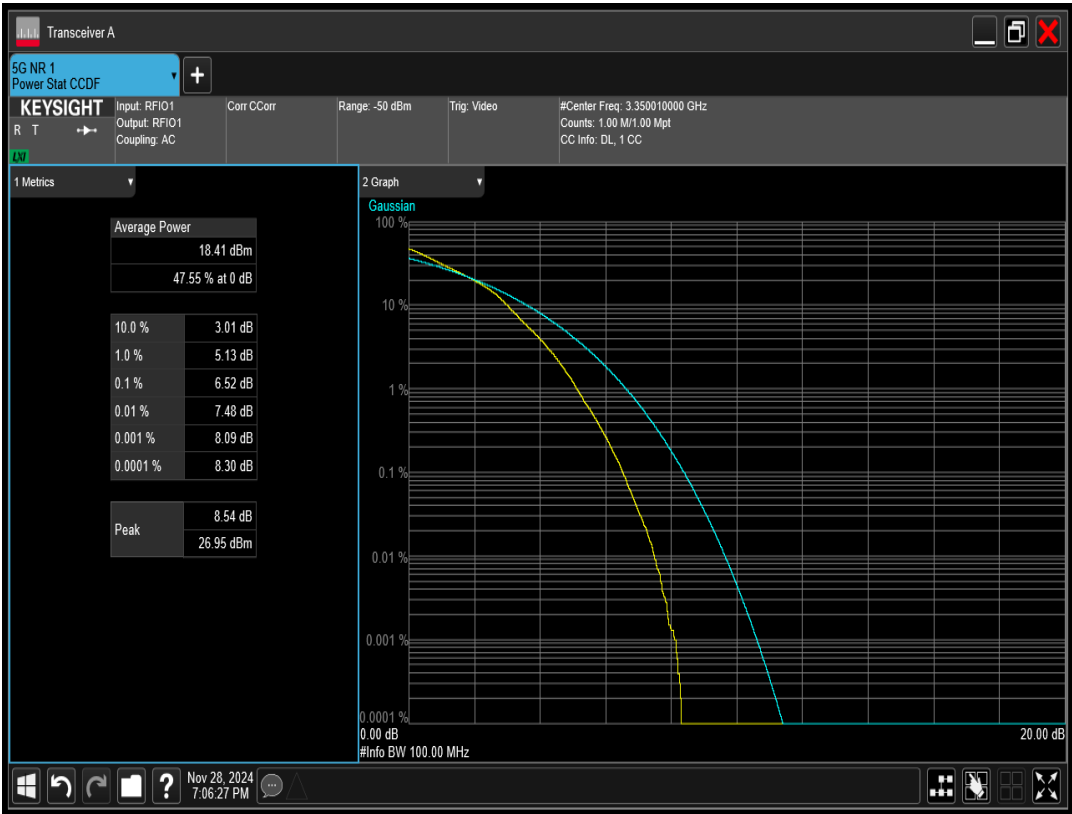 Transceiver A
5G NR 1
Power Stat CCDF
+
KEYSIGHT
R T
LXI
Input: RFIO1
Output: RFIO1
Coupling: AC
Corr CCorr
Range: -50 dBm
Trig: Video
#Center Freq: 3.350010000 GHz
Counts: 1.00 M/1.00 Mpt
CC Info: DL, 1 CC
1 Metrics
Average Power
18.41 dBm
47.55 % at 0 dB
10.0 % 3.01 dB
1.0 % 5.13 dB
0.1 % 6.52 dB
0.01 % 7.48 dB
0.001 % 8.09 dB
0.0001 % 8.30 dB
Peak 8.54 dB
26.95 dBm
2 Graph
Gaussian
100 %
10 %
1 %
0.1 %
0.01 %
0.001 %
0.0001 %
0.00 dB 20.00 dB
#Info BW 100.00 MHz
?
Nov 28, 2024
7:06:27 PM